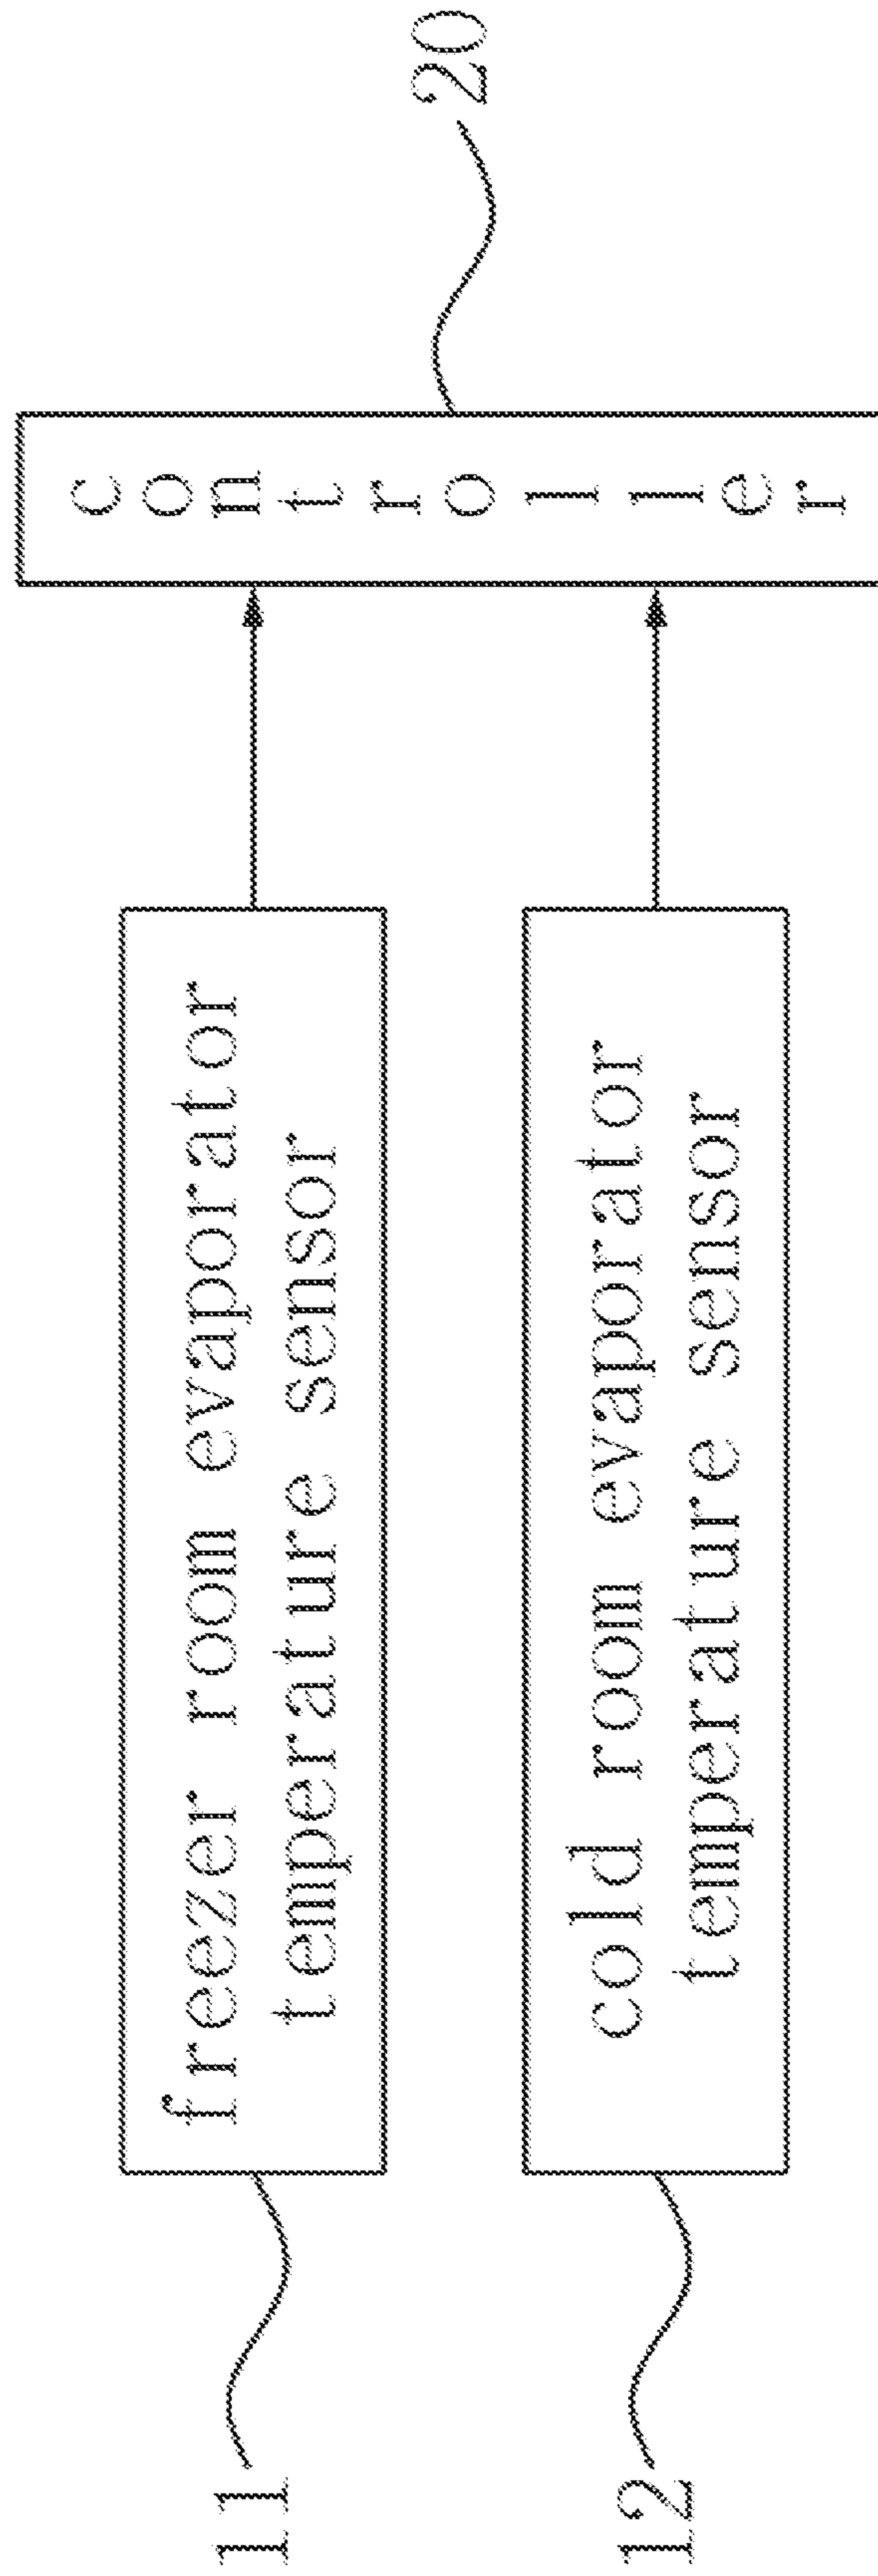 11
freezer room evaporator
temperature sensor
12
cold room evaporator
temperature sensor
controller
20